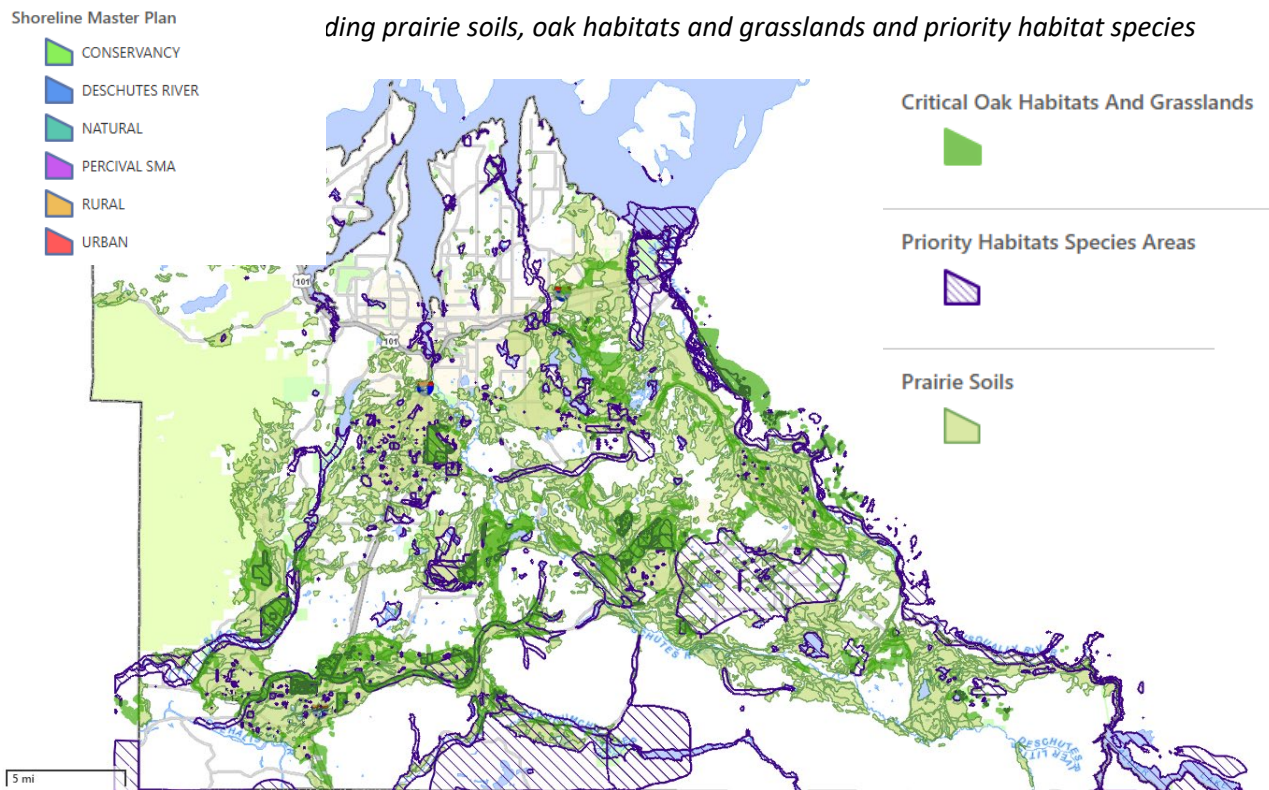 Shoreline Master Plan
ding prairie soils, oak habitats and grasslands and priority habitat species
CONSERVANCY
DESCHUTES RIVER
NATURAL
PERCIVAL SMA
RURAL
URBAN
Critical Oak Habitats And Grasslands
Priority Habitats Species Areas
Prairie Soils
101
101
DESCHUTES
5 mi